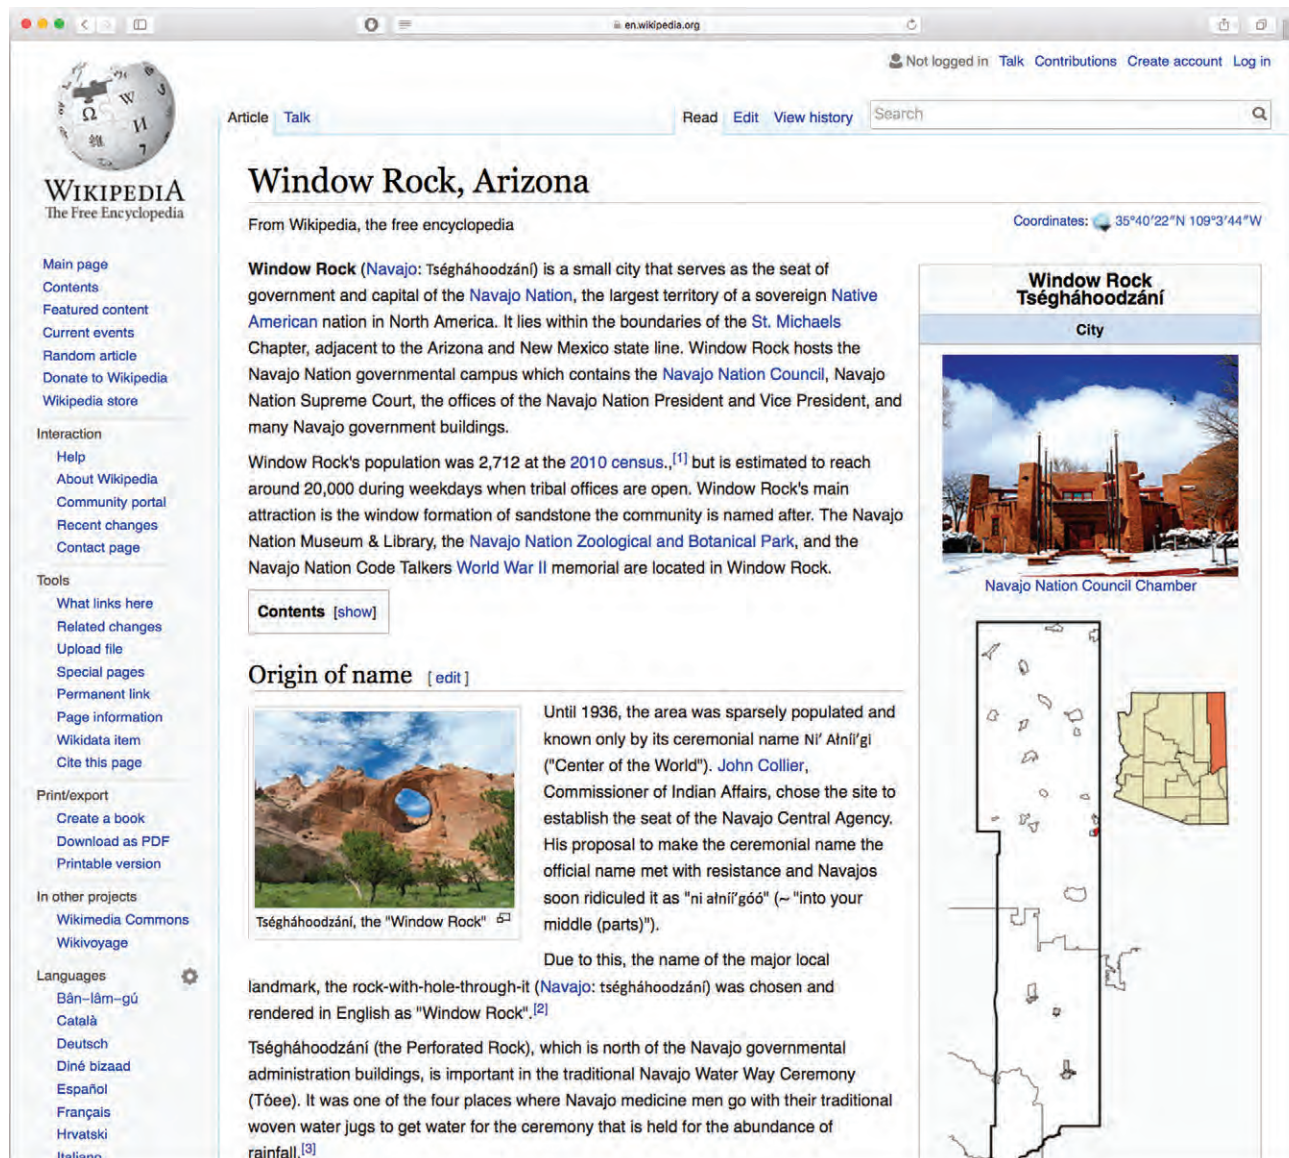 en.wikipedia.org
Not logged in Talk Contributions Create account Log in
Article Talk
Read Edit View history Search
WIKIPEDIA
The Free Encyclopedia
Main page
Contents
Featured content
Current events
Random article
Donate to Wikipedia
Wikipedia store
Interaction
Help
About Wikipedia
Community portal
Recent changes
Contact page
Tools
What links here
Related changes
Upload file
Special pages
Permanent link
Page information
Wikidata item
Cite this page
Print/export
Create a book
Download as PDF
Printable version
In other projects
Wikimedia Commons
Wikivoyage
Languages
Bân-lâm-gú
Català
Deutsch
Diné bizaad
Español
Français
Hrvatski
Italiano
Window Rock, Arizona
From Wikipedia, the free encyclopedia
Coordinates: 35°40′22″N 109°3′44″W
Window Rock (Navajo: Tségháhoodzání) is a small city that serves as the seat of
government and capital of the Navajo Nation, the largest territory of a sovereign Native
American nation in North America. It lies within the boundaries of the St. Michaels
Chapter, adjacent to the Arizona and New Mexico state line. Window Rock hosts the
Navajo Nation governmental campus which contains the Navajo Nation Council, Navajo
Nation Supreme Court, the offices of the Navajo Nation President and Vice President, and
many Navajo government buildings.
Window Rock's population was 2,712 at the 2010 census.,[1] but is estimated to reach
around 20,000 during weekdays when tribal offices are open. Window Rock's main
attraction is the window formation of sandstone the community is named after. The Navajo
Nation Museum & Library, the Navajo Nation Zoological and Botanical Park, and the
Navajo Nation Code Talkers World War II memorial are located in Window Rock.
Contents [show]
Origin of name [ edit ]
Until 1936, the area was sparsely populated and
known only by its ceremonial name Niʼ Ałníiʼgi
("Center of the World"). John Collier,
Commissioner of Indian Affairs, chose the site to
establish the seat of the Navajo Central Agency.
His proposal to make the ceremonial name the
official name met with resistance and Navajos
soon ridiculed it as "ni ałníiʼgóó" (~ "into your
middle (parts)").
Tségháhoodzání, the "Window Rock"
Due to this, the name of the major local
landmark, the rock-with-hole-through-it (Navajo: tségháhoodzání) was chosen and
rendered in English as "Window Rock".[2]
Tségháhoodzání (the Perforated Rock), which is north of the Navajo governmental
administration buildings, is important in the traditional Navajo Water Way Ceremony
(Tóee). It was one of the four places where Navajo medicine men go with their traditional
woven water jugs to get water for the ceremony that is held for the abundance of
rainfall.[3]
Window Rock
Tségháhoodzání
City
Navajo Nation Council Chamber